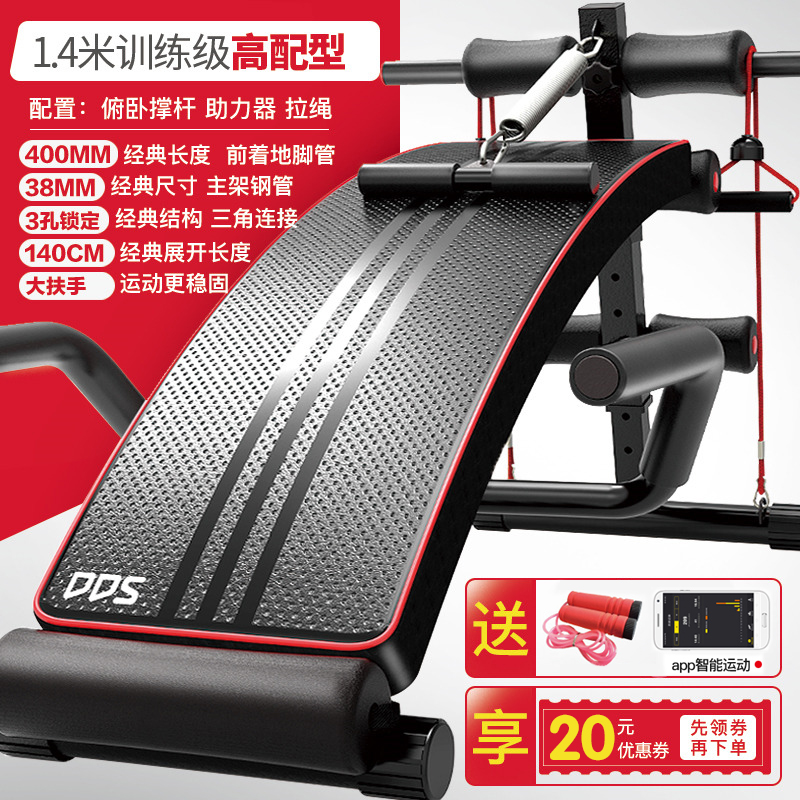 1.4米训练级高配型
配置：俯卧撑杆 助力器 拉绳
400MM 经典长度 前着地脚管
38MM 经典尺寸 主架钢管
3孔锁定 经典结构 三角连接
140CM 经典展开长度
大扶手 运动更稳固
DDS
送
app智能运动
享
20元
优惠券
先领券
再下单